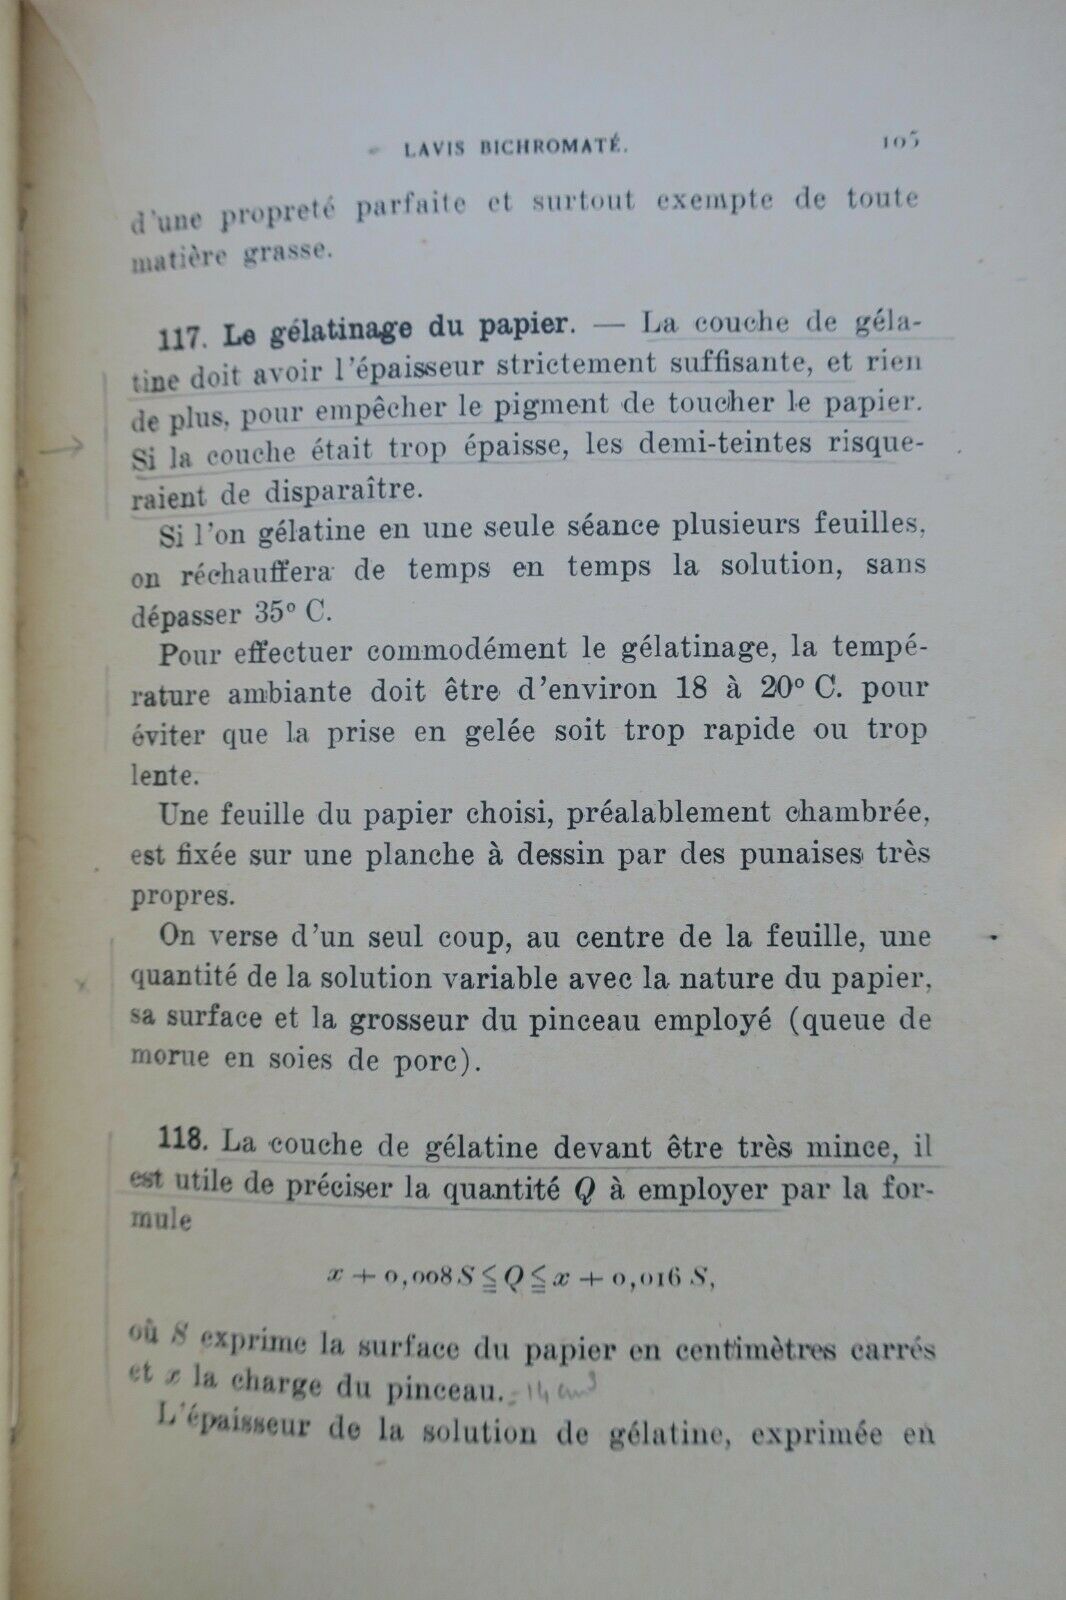 LAVIS BICHROMATÉ. 105
d'une propreté parfaite et surtout exempte de toute
matière grasse.
117. Le gélatinage du papier. — La couche de géla-
tine doit avoir l'épaisseur strictement suffisante, et rien
de plus, pour empêcher le pigment de toucher le papier.
Si la couche était trop épaisse, les demi-teintes risque-
raient de disparaître.
Si l'on gélatine en une seule séance plusieurs feuilles,
on réchauffera de temps en temps la solution, sans
dépasser 35° C.
Pour effectuer commodément le gélatinage, la tempé-
rature ambiante doit être d'environ 18 à 20° C. pour
éviter que la prise en gelée soit trop rapide ou trop
lente.
Une feuille du papier choisi, préalablement chambrée,
est fixée sur une planche à dessin par des punaises très
propres.
On verse d'un seul coup, au centre de la feuille, une
quantité de la solution variable avec la nature du papier,
sa surface et la grosseur du pinceau employé (queue de
morue en soies de porc).
118. La couche de gélatine devant être très mince, il
est utile de préciser la quantité Q à employer par la for-
mule
x + 0,008 S ≦ Q ≦ x + 0,016 S,
où S exprime la surface du papier en centimètres carrés
et x la charge du pinceau. = 14 cm³
L'épaisseur de la solution de gélatine, exprimée en